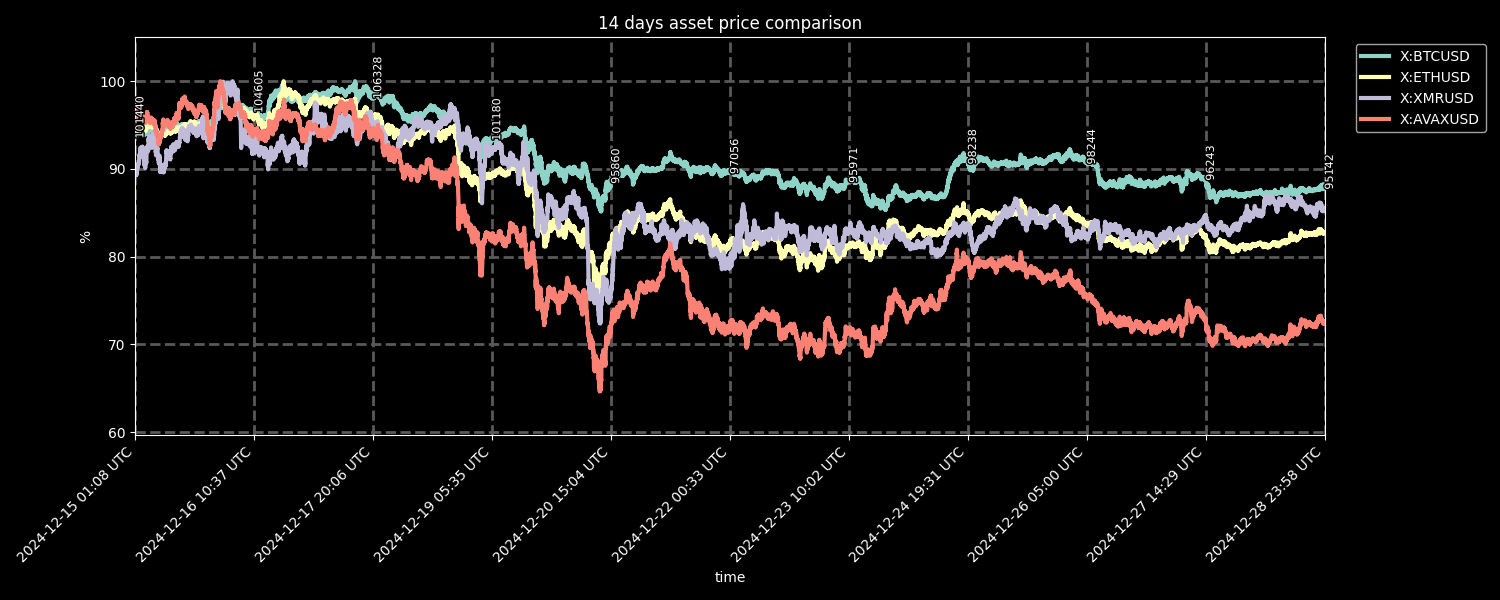 14 days asset price comparison
X:BTCUSD
X:ETHUSD
X:XMRUSD
X:AVAXUSD
100
90
80
70
60
%
101440
104605
106328
101180
95860
97056
95971
98238
98244
96243
95142
2024-12-15 01:08 UTC
2024-12-16 10:37 UTC
2024-12-17 20:06 UTC
2024-12-19 05:35 UTC
2024-12-20 15:04 UTC
2024-12-22 00:33 UTC
2024-12-23 10:02 UTC
2024-12-24 19:31 UTC
2024-12-26 05:00 UTC
2024-12-27 14:29 UTC
2024-12-28 23:58 UTC
time